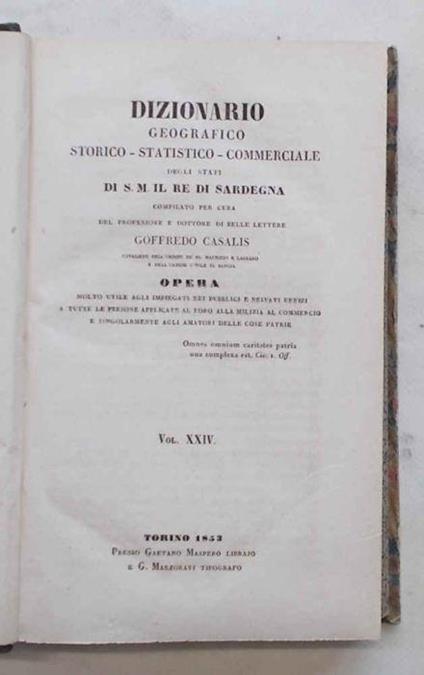 DIZIONARIO
GEOGRAFICO
STORICO - STATISTICO - COMMERCIALE
DEGLI STATI
DI S. M. IL RE DI SARDEGNA
COMPILATO PER CURA
DEL PROFESSORE E DOTTORE DI BELLE LETTERE
GOFFREDO CASALIS
CAVALIERE DELL'ORDINE DE' SS. MAURIZIO E LAZZARO
E DELL'ORDINE CIVILE DI SAVOIA
OPERA
MOLTO UTILE AGLI IMPIEGATI NEI PUBBLICI E PRIVATI UFFIZI
A TUTTE LE PERSONE APPLICATE AL FORO ALLA MILIZIA AL COMMERCIO
E SINGOLARMENTE AGLI AMATORI DELLE COSE PATRIE
Omnes omnium caritates patria
una complexa est. Cic. 1. Off.
VOL. XXIV.
TORINO 1853
PRESSO GAETANO MASPERO LIBRAIO
E G. MARZORATI TIPOGRAFO